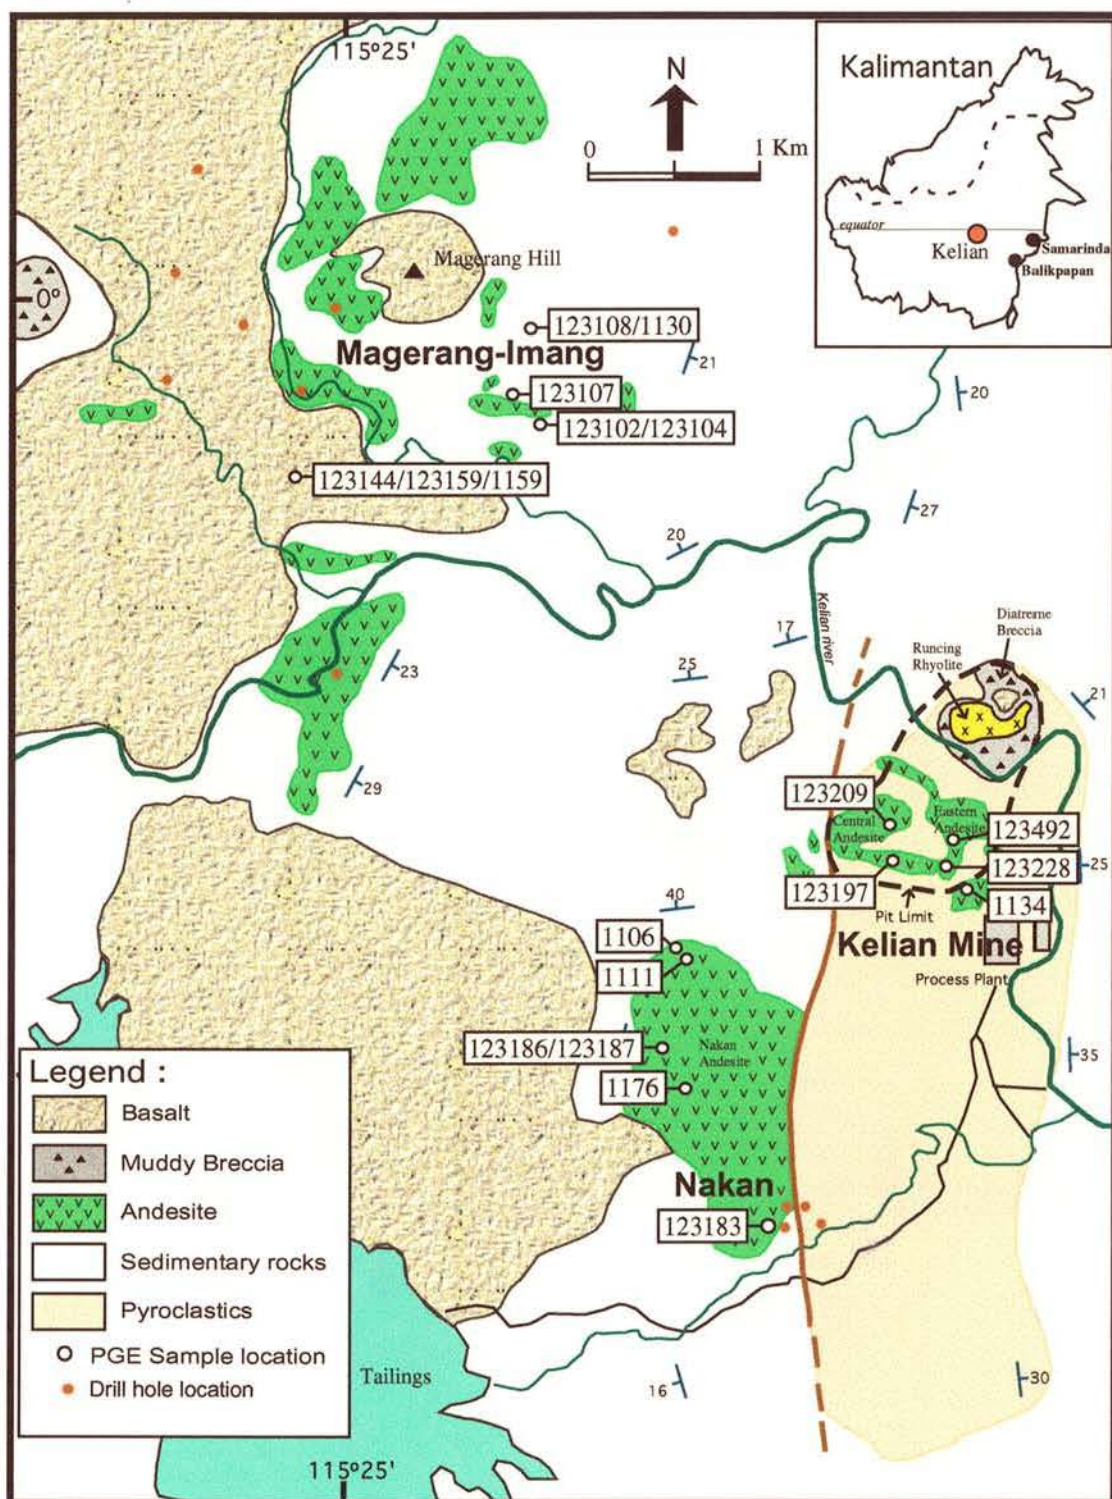 115º25'
N
0
1 Km
Kalimantan
equator
Kelian
Samarinda
Balikpapan
Magerang Hill
0º
123108/1130
Magerang-Imang
21
123107
20
123102/123104
123144/123159/1159
27
20
Kelian river
17
Diatreme
Breccia
Runcing
Rhyolite
23
25
21
29
123209
Central
Andesite
Eastern
Andesite
123492
123228
25
123197
1134
Pit Limit
40
1106
Kelian Mine
1111
Process Plant
123186/123187
Nakan
Andesite
35
1176
Nakan
123183
Legend :
Basalt
Muddy Breccia
Andesite
Sedimentary rocks
Pyroclastics
PGE Sample location
Drill hole location
Tailings
16
30
115º25'